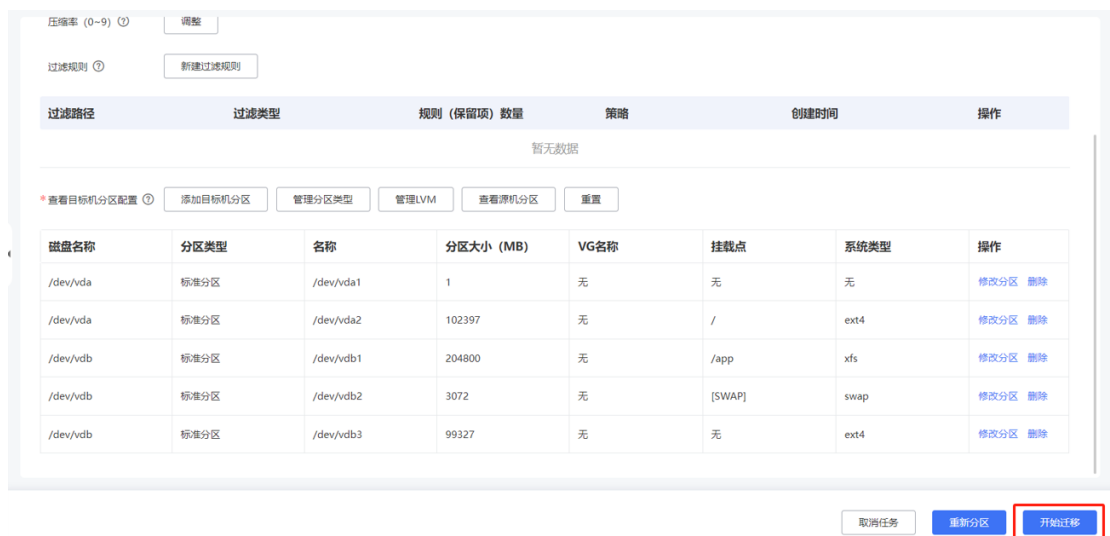 压缩率（0~9） 调整
过滤规则 新建过滤规则
过滤路径 过滤类型 规则（保留项）数量 策略 创建时间 操作
暂无数据
*查看目标机分区配置 添加目标机分区 管理分区类型 管理LVM 查看源机分区 重置
磁盘名称 分区类型 名称 分区大小（MB） VG名称 挂载点 系统类型 操作
/dev/vda 标准分区 /dev/vda1 1 无 无 无 修改分区 删除
/dev/vda 标准分区 /dev/vda2 102397 无 / ext4 修改分区 删除
/dev/vdb 标准分区 /dev/vdb1 204800 无 /app xfs 修改分区 删除
/dev/vdb 标准分区 /dev/vdb2 3072 无 [SWAP] swap 修改分区 删除
/dev/vdb 标准分区 /dev/vdb3 99327 无 无 ext4 修改分区 删除
取消任务 重新分区 开始迁移